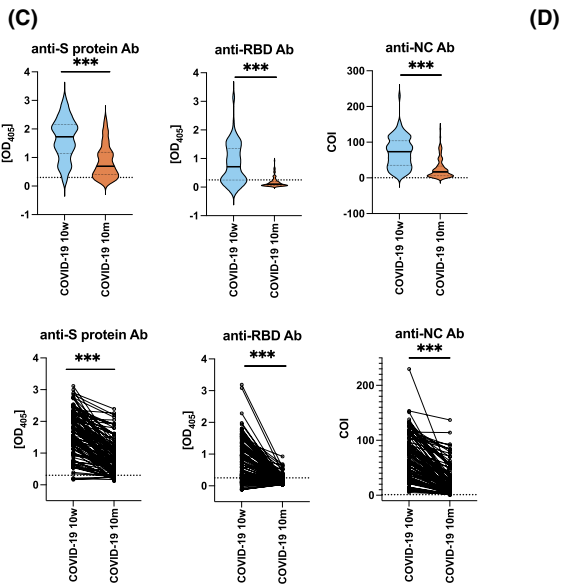 (C)
(D)
anti-S protein Ab
anti-RBD Ab
anti-NC Ab
***
***
***
[OD405]
4
3
2
1
0
-1
COVID-19 10w
COVID-19 10m
[OD405]
4
3
2
1
0
-1
COVID-19 10w
COVID-19 10m
COI
300
200
100
0
-100
COVID-19 10w
COVID-19 10m
anti-S protein Ab
anti-RBD Ab
anti-NC Ab
***
***
***
[OD405]
4
3
2
1
0
COVID-19 10w
COVID-19 10m
[OD405]
4
3
2
1
0
COVID-19 10w
COVID-19 10m
COI
200
100
0
COVID-19 10w
COVID-19 10m